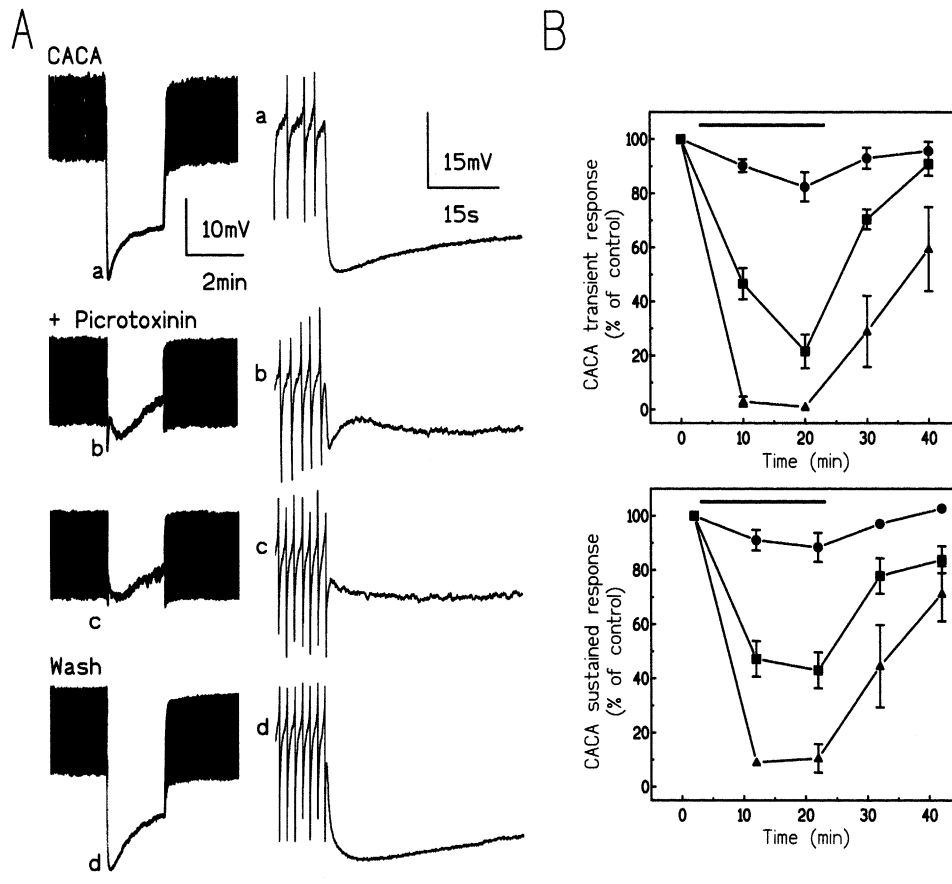 A
CACA
a
10mV
2min
a
15mV
15s
+ Picrotoxinin
b
b
c
c
Wash
d
d
B
CACA transient response
(% of control)
100
80
60
40
20
0
0 10 20 30 40
Time (min)
CACA sustained response
(% of control)
100
80
60
40
20
0
0 10 20 30 40
Time (min)